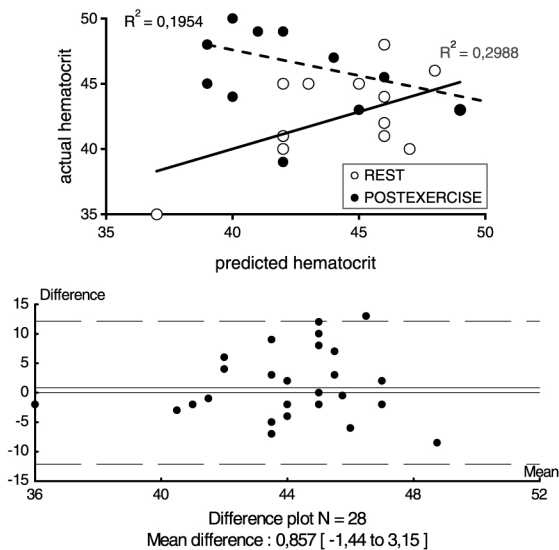 50
R² = 0,1954
R² = 0,2988
45
actual hematocrit
40
REST
POSTEXERCISE
35
35 40 45 50
predicted hematocrit
Difference
15
10
5
0
-5
-10
-15
Mean
36 40 44 48 52
Difference plot N = 28
Mean difference : 0,857 [ -1,44 to 3,15 ]